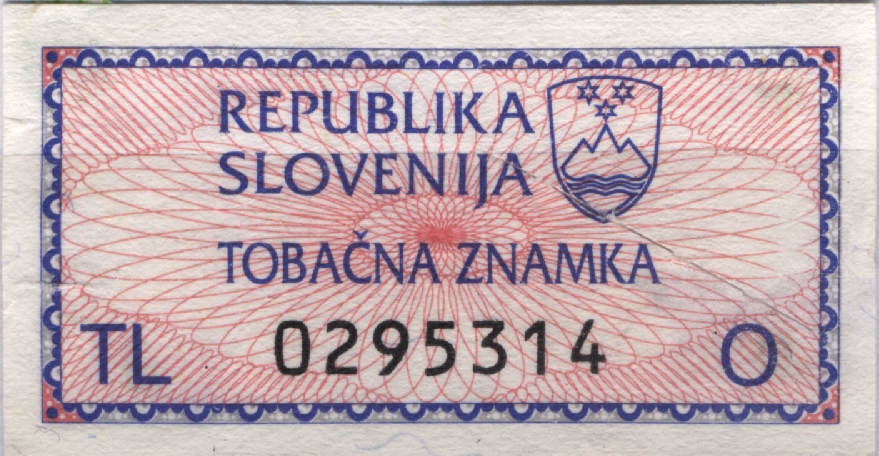 REPUBLIKA
SLOVENIJA
TOBAČNA ZNAMKA
TL 0295314 O